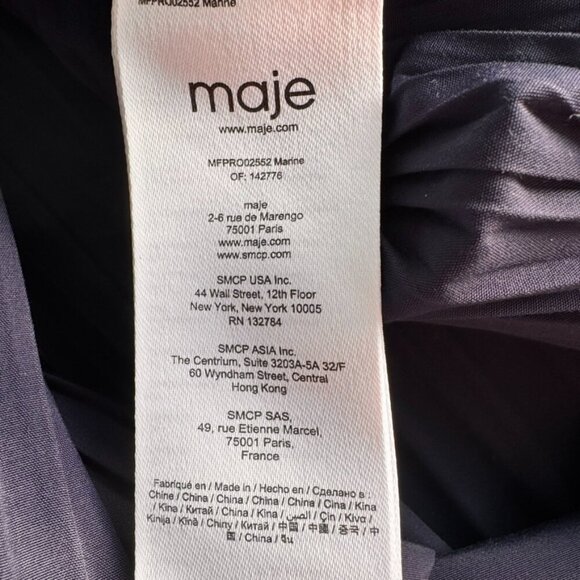 MFPRO02552 Marine
maje
www.maje.com
MFPRO02552 Marine
OF: 142776
maje
2-6 rue de Marengo
75001 Paris
www.maje.com
www.smcp.com
SMCP USA Inc.
44 Wall Street, 12th Floor
New York, New York 10005
RN 132784
SMCP ASIA Inc.
The Centrium, Suite 3203A-5A 32/F
60 Wyndham Street, Central
Hong Kong
SMCP SAS,
49, rue Etienne Marcel,
75001 Paris,
France
Fabriqué en / Made in / Hecho en / Сделано в :
Chine / China / China / China / China / Cina / Kina
/ Kina / Китай / China / Kina / الصين / Çin / Κίνα /
Kinija / Kīnā / Chiny / Китай / 中国 / 中國 / 중국 / 中
国 / China / จีน